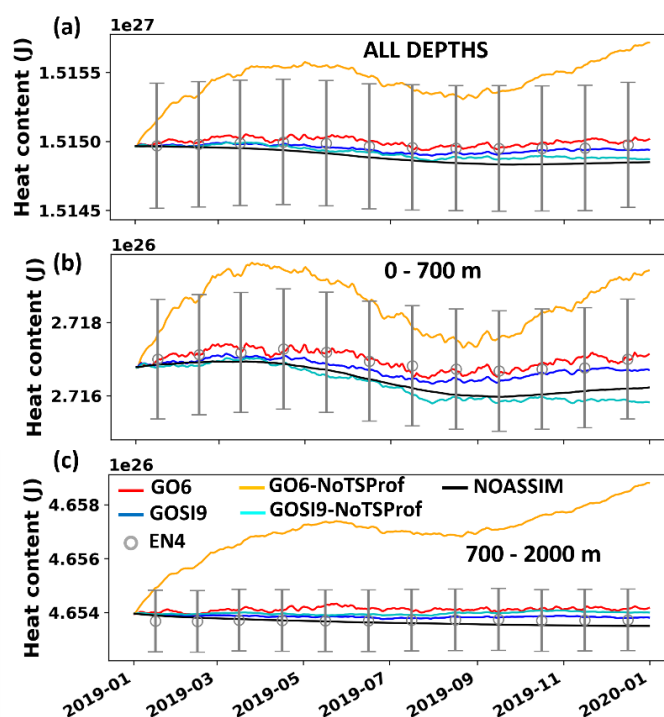 (a)
1e27
ALL DEPTHS
Heat content (J)
1.5155
1.5150
1.5145
(b)
1e26
0 - 700 m
Heat content (J)
2.718
2.716
(c)
1e26
Heat content (J)
GO6
GO6-NoTSProf
NOASSIM
GOSI9
GOSI9-NoTSProf
EN4
700 - 2000 m
4.658
4.656
4.654
2019-01
2019-03
2019-05
2019-07
2019-09
2019-11
2020-01